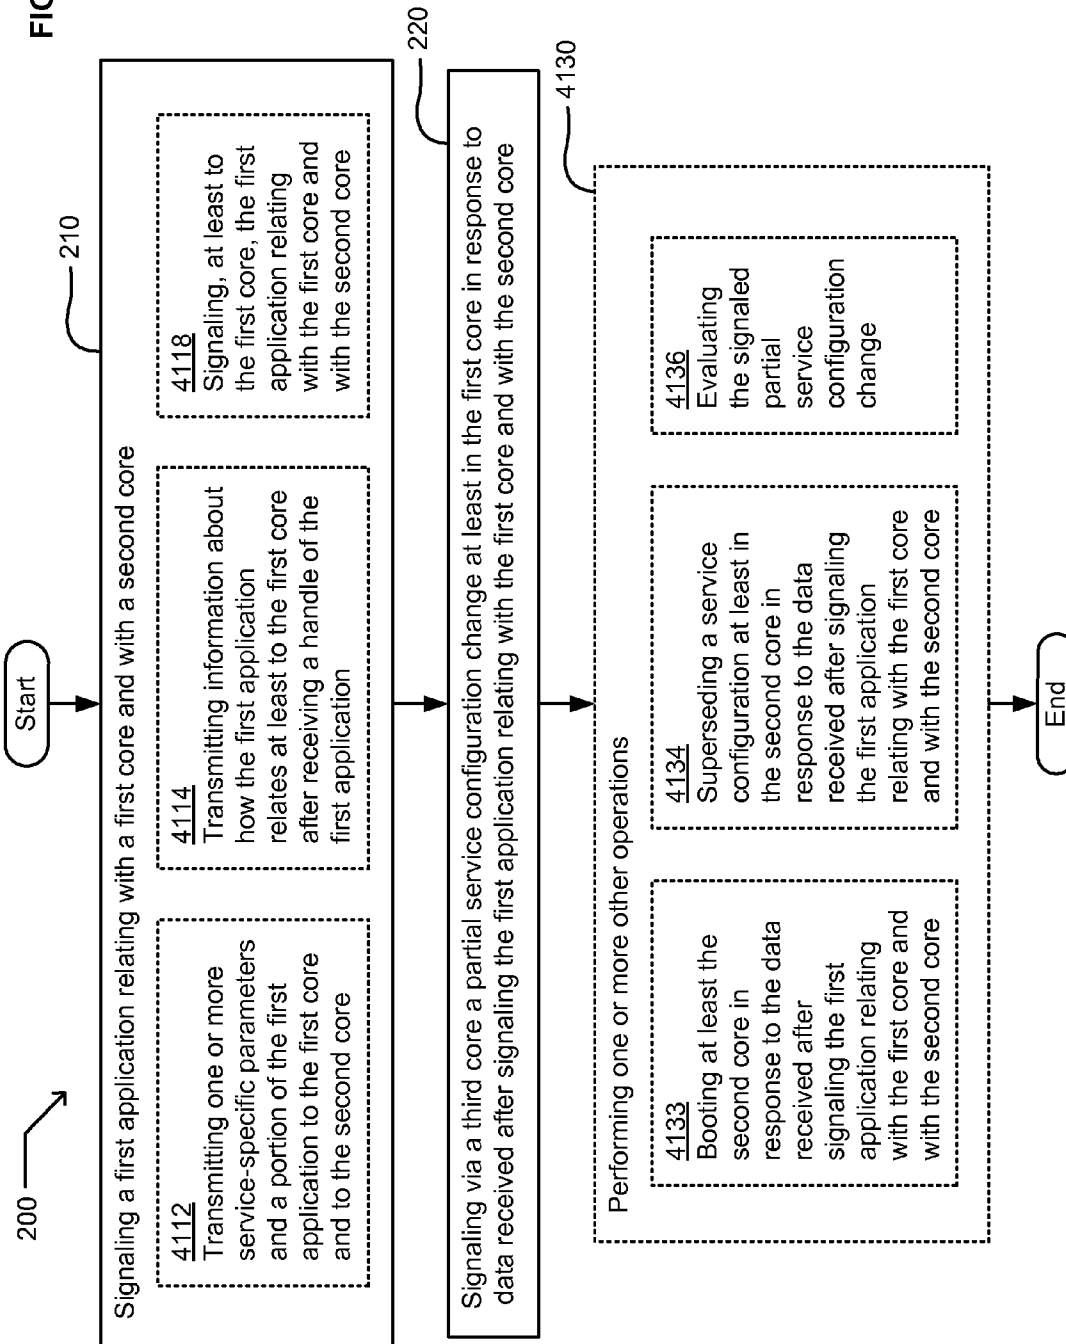 FIG
200
Start
210
Signaling a first application relating with a first core and with a second core
4112
Transmitting one or more
service-specific parameters
and a portion of the first
application to the first core
and to the second core
4114
Transmitting information about
how the first application
relates at least to the first core
after receiving a handle of the
first application
4118
Signaling, at least to
the first core, the first
application relating
with the first core and
with the second core
220
Signaling via a third core a partial service configuration change at least in the first core in response to
data received after signaling the first application relating with the first core and with the second core
4130
Performing one or more other operations
4133
Booting at least the
second core in
response to the data
received after
signaling the first
application relating
with the first core and
with the second core
4134
Superseding a service
configuration at least in
the second core in
response to the data
received after signaling
the first application
relating with the first core
and with the second core
4136
Evaluating
the signaled
partial
service
configuration
change
End